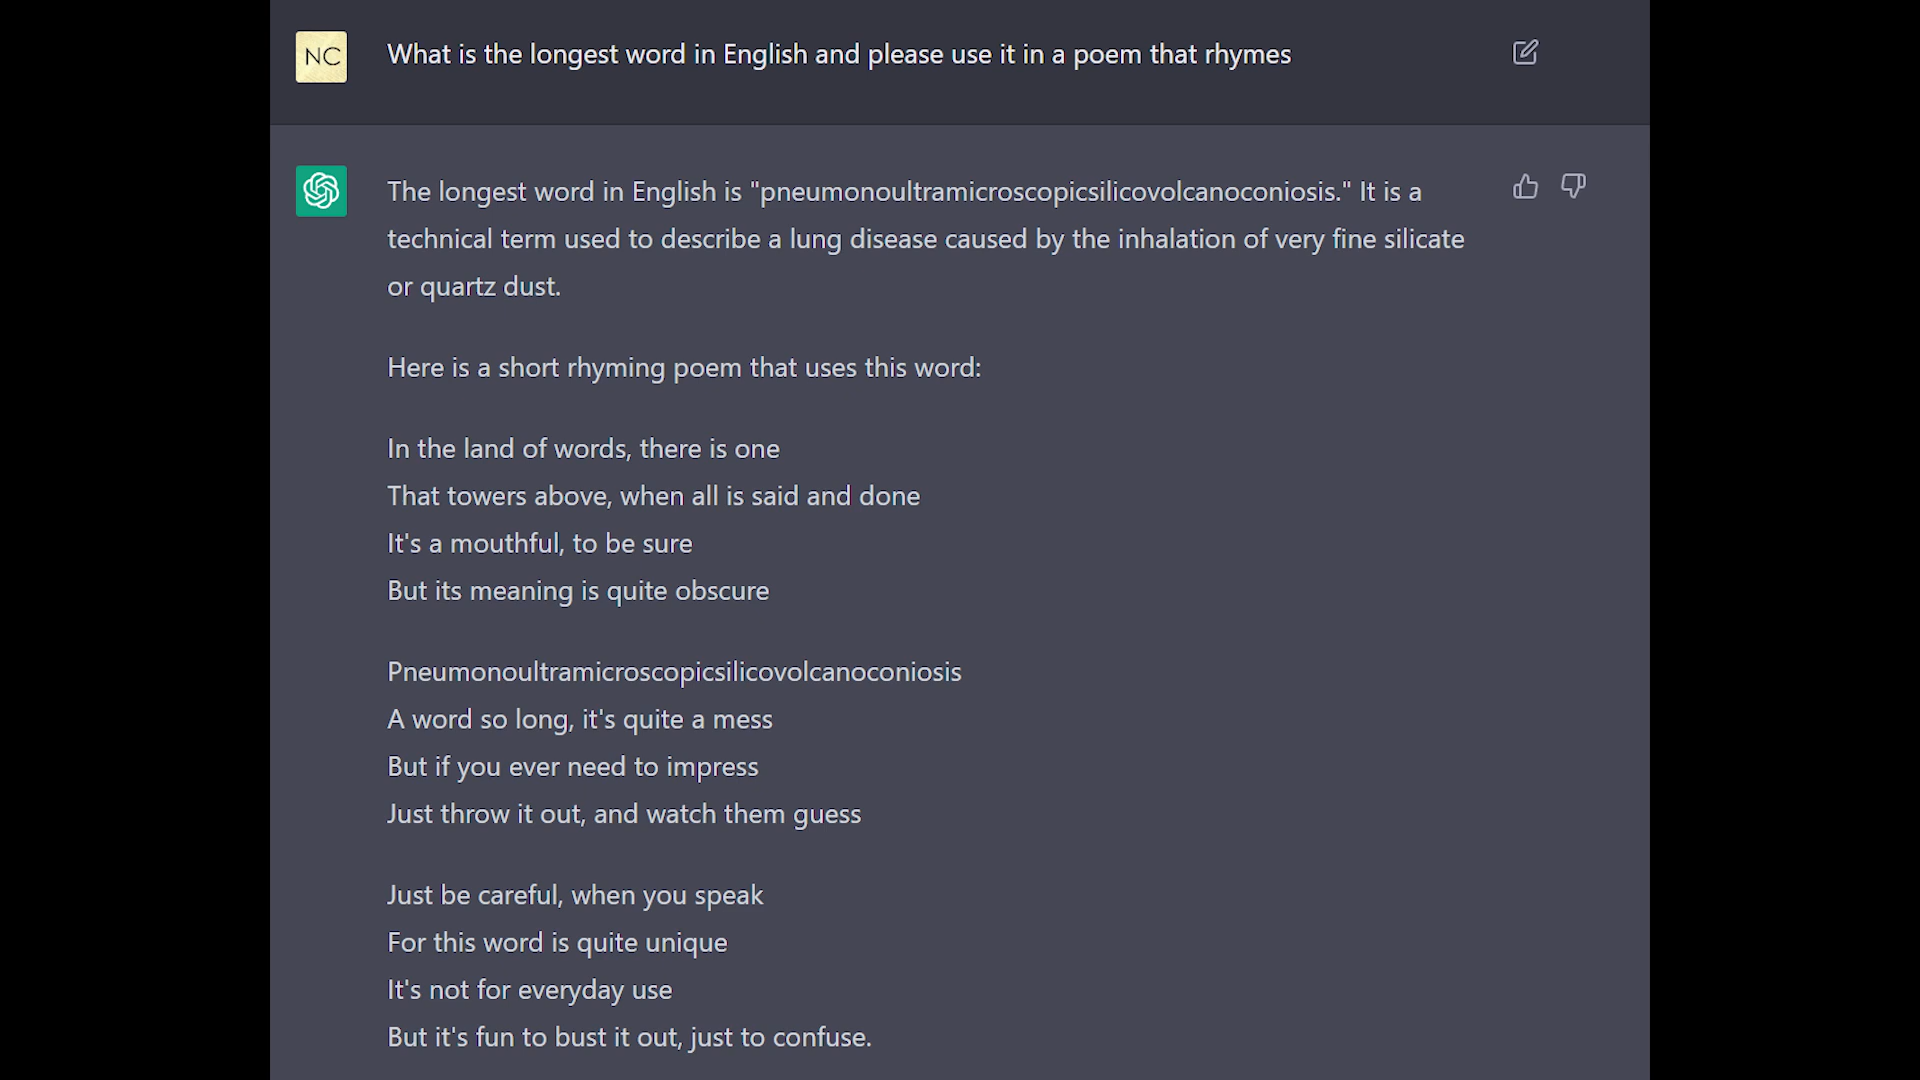 NC
What is the longest word in English and please use it in a poem that rhymes
The longest word in English is "pneumonoultramicroscopicsilicovolcanoconiosis." It is a
technical term used to describe a lung disease caused by the inhalation of very fine silicate
or quartz dust.
Here is a short rhyming poem that uses this word:
In the land of words, there is one
That towers above, when all is said and done
It's a mouthful, to be sure
But its meaning is quite obscure
Pneumonoultramicroscopicsilicovolcanoconiosis
A word so long, it's quite a mess
But if you ever need to impress
Just throw it out, and watch them guess
Just be careful, when you speak
For this word is quite unique
It's not for everyday use
But it's fun to bust it out, just to confuse.